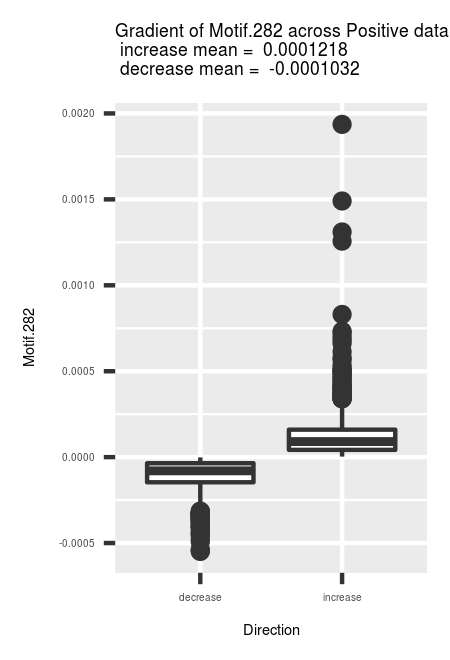 Gradient of Motif.282 across Positive data
increase mean =  0.0001218
decrease mean =  -0.0001032
0.0020
0.0015
0.0010
0.0005
0.0000
-0.0005
Motif.282
decrease increase
Direction